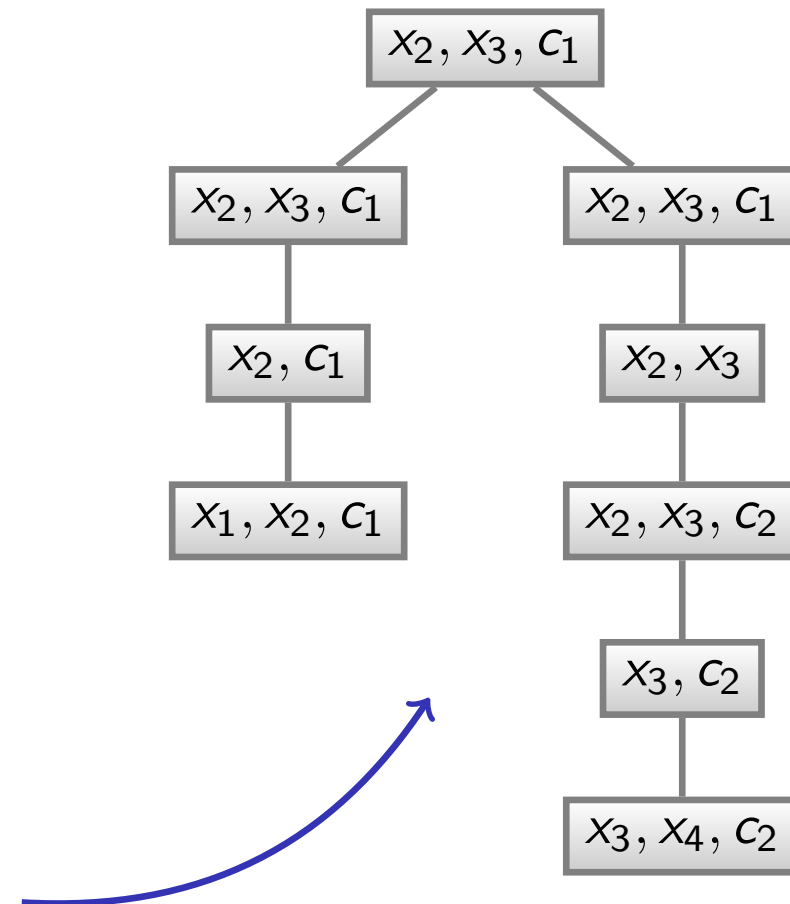 x₂, x₃, c₁
x₂, x₃, c₁
x₂, x₃, c₁
x₂, c₁
x₂, x₃
x₁, x₂, c₁
x₂, x₃, c₂
x₃, c₂
x₃, x₄, c₂